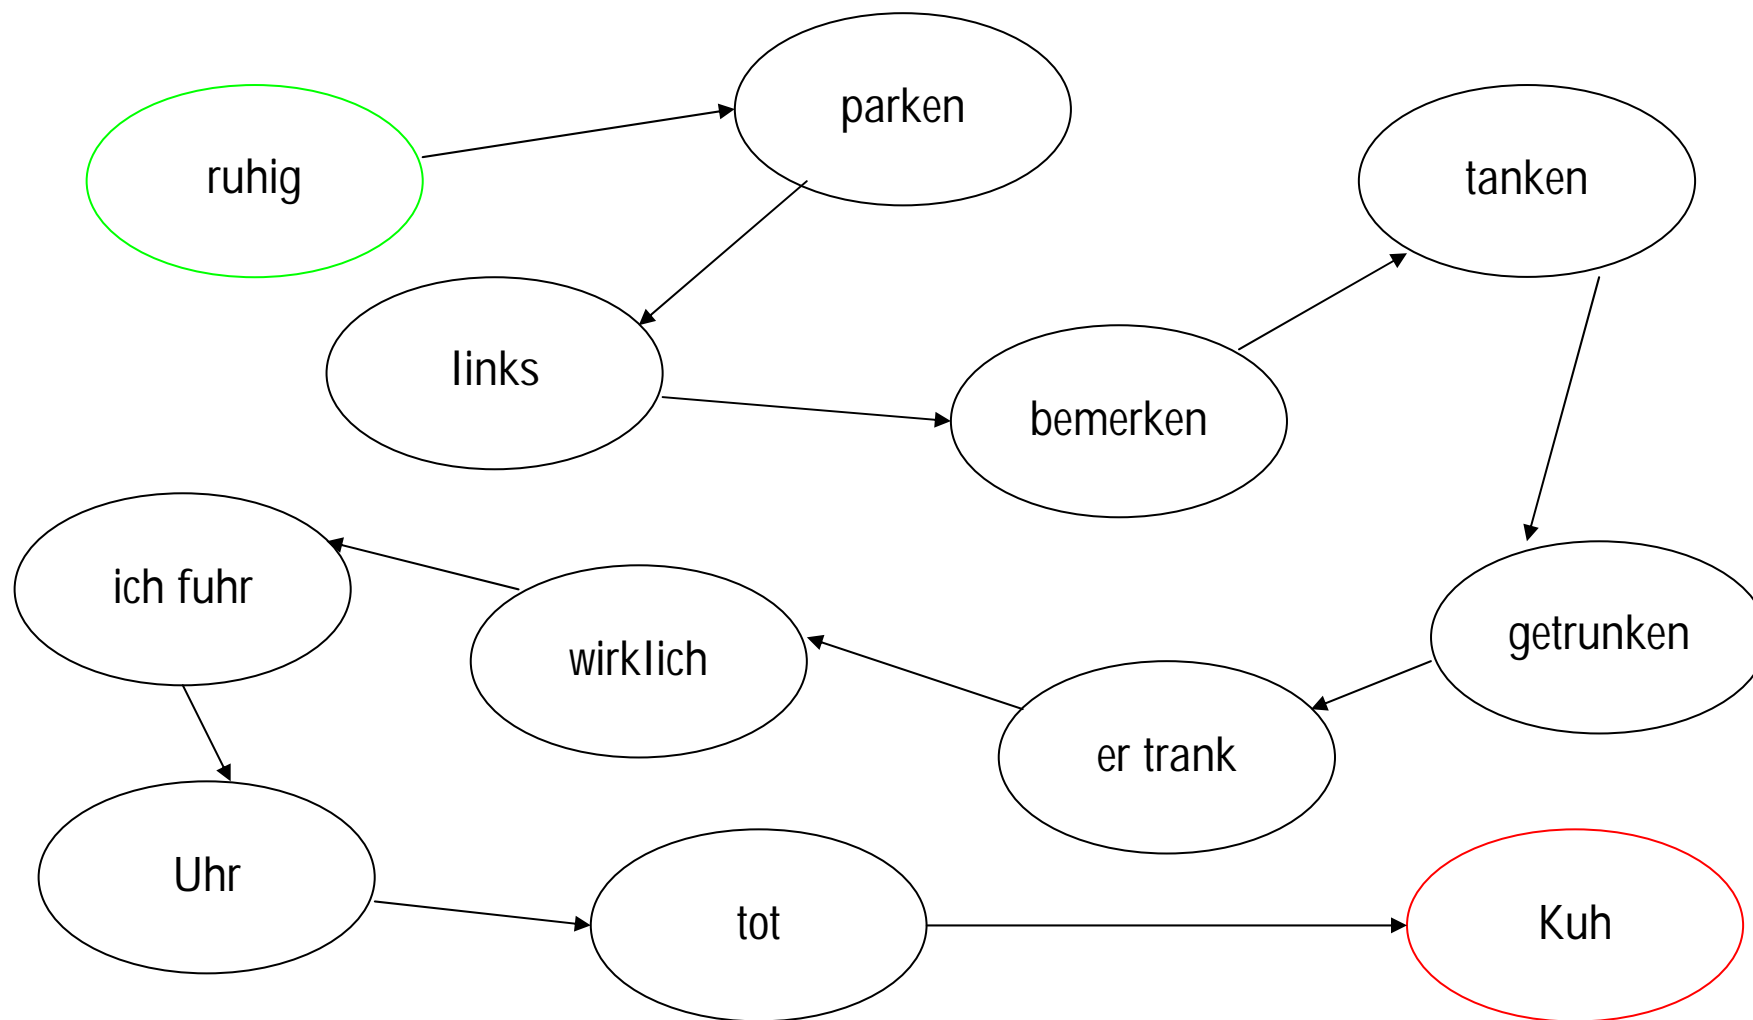 ruhig
parken
links
bemerken
tanken
getrunken
er trank
wirklich
ich fuhr
Uhr
tot
Kuh